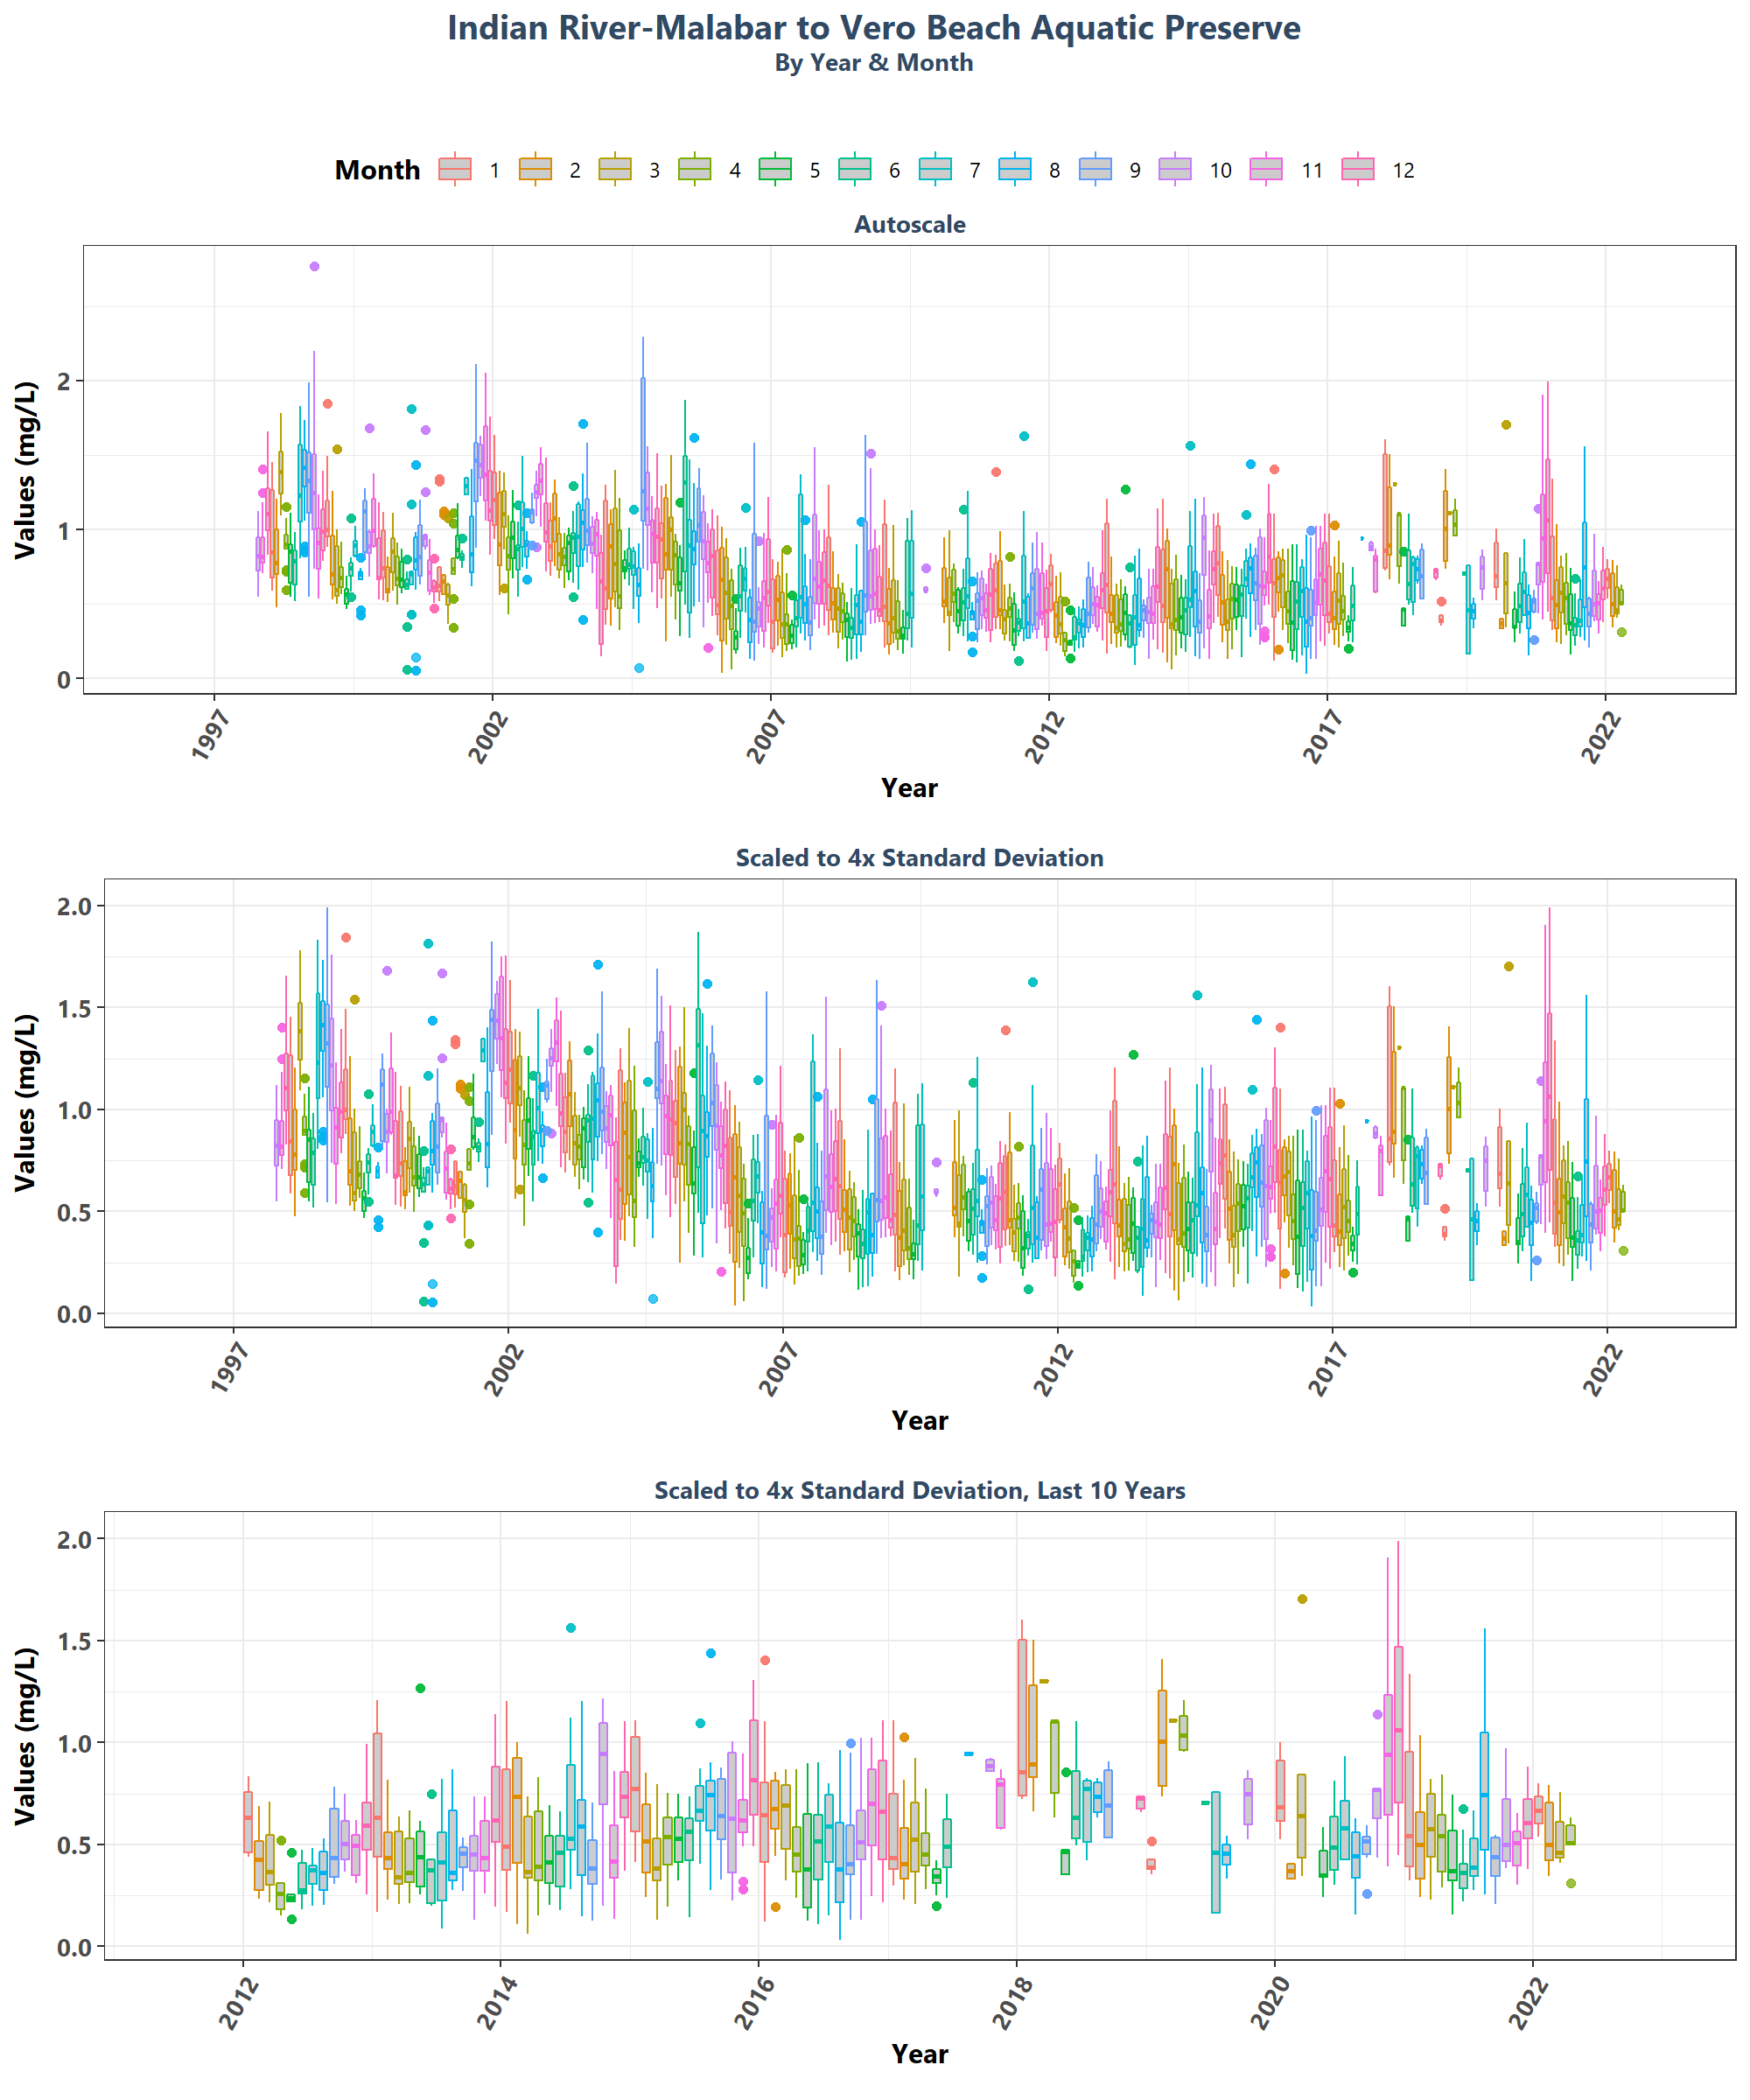 Indian River-Malabar to Vero Beach Aquatic Preserve
By Year & Month
Month 1 2 3 4 5 6 7 8 9 10 11 12
Autoscale
Values (mg/L)
2
1
0
1997 2002 2007 2012 2017 2022
Year
Scaled to 4x Standard Deviation
Values (mg/L)
2.0
1.5
1.0
0.5
0.0
1997 2002 2007 2012 2017 2022
Year
Scaled to 4x Standard Deviation, Last 10 Years
Values (mg/L)
2.0
1.5
1.0
0.5
0.0
2012 2014 2016 2018 2020 2022
Year